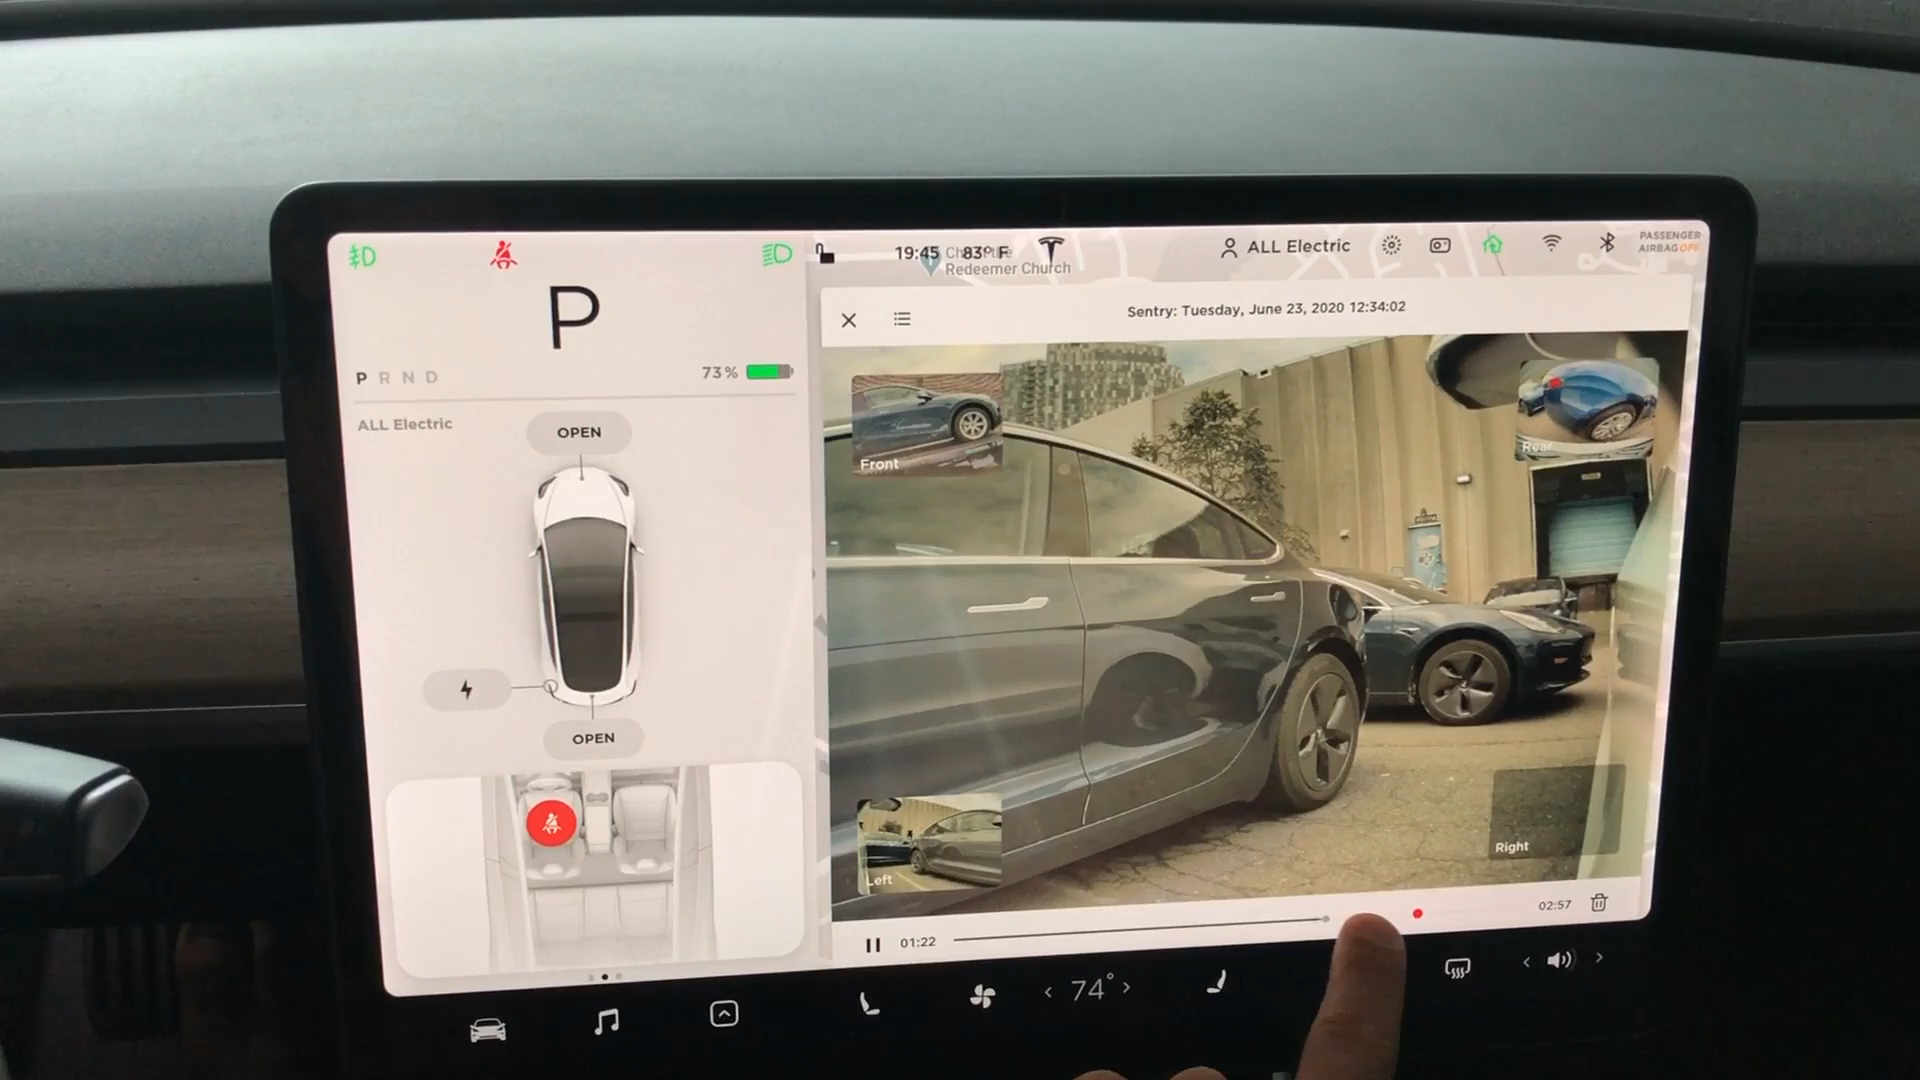 19:45
83° F
Redeemer Church
ALL Electric
PASSENGER
AIRBAG OFF
P
P R N D
73%
ALL Electric
OPEN
OPEN
Sentry: Tuesday, June 23, 2020 12:34:02
Front
Rear
Left
Right
01:22
02:57
< 74° >
< >